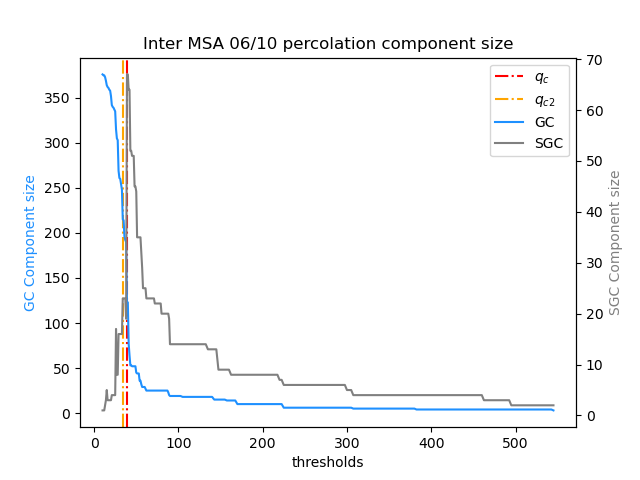 Inter MSA 06/10 percolation component size
GC Component size
350
300
250
200
150
100
50
0
70
60
50
40
30
20
10
0
SGC Component size
q_c
q_c2
GC
SGC
0 100 200 300 400 500
thresholds